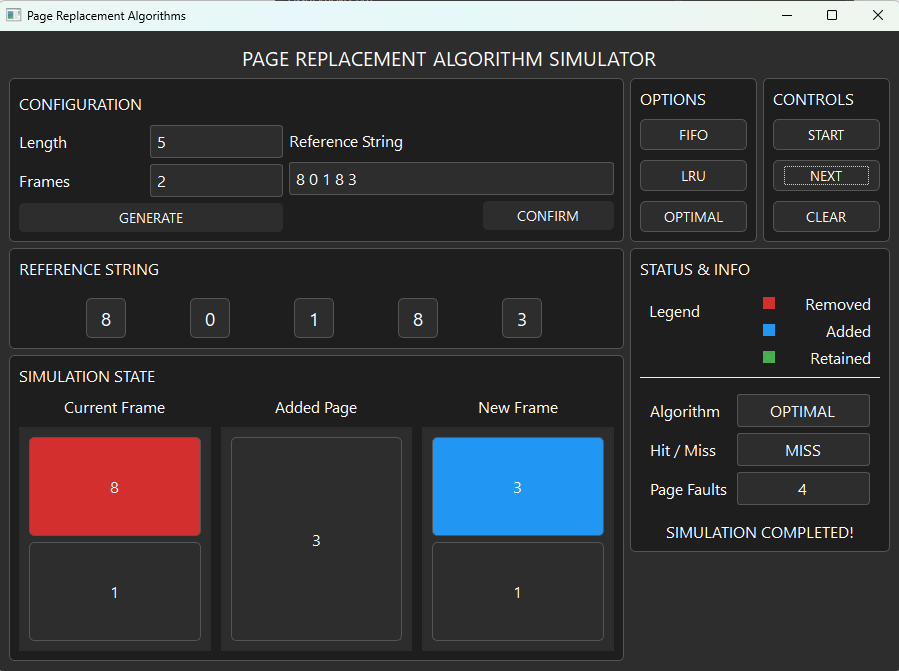 Page Replacement Algorithms
PAGE REPLACEMENT ALGORITHM SIMULATOR
CONFIGURATION
Length
5
Reference String
Frames
2
8 0 1 8 3
GENERATE
CONFIRM
OPTIONS
FIFO
LRU
OPTIMAL
CONTROLS
START
NEXT
CLEAR
REFERENCE STRING
8 0 1 8 3
SIMULATION STATE
Current Frame
8
1
Added Page
3
New Frame
3
1
STATUS & INFO
Legend
Removed
Added
Retained
Algorithm
OPTIMAL
Hit / Miss
MISS
Page Faults
4
SIMULATION COMPLETED!